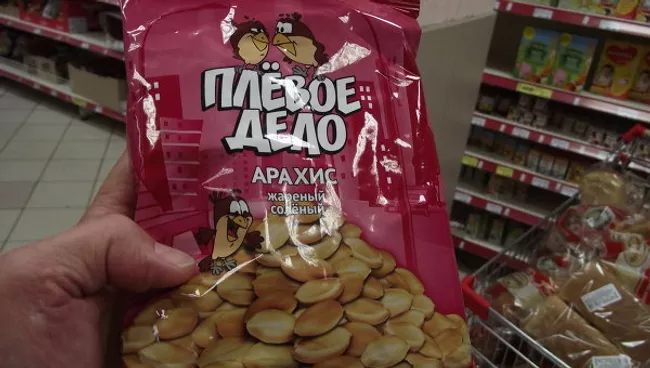 ПЛЁВОЕ
ДЕЛО
АРАХИС
жареный
солёный